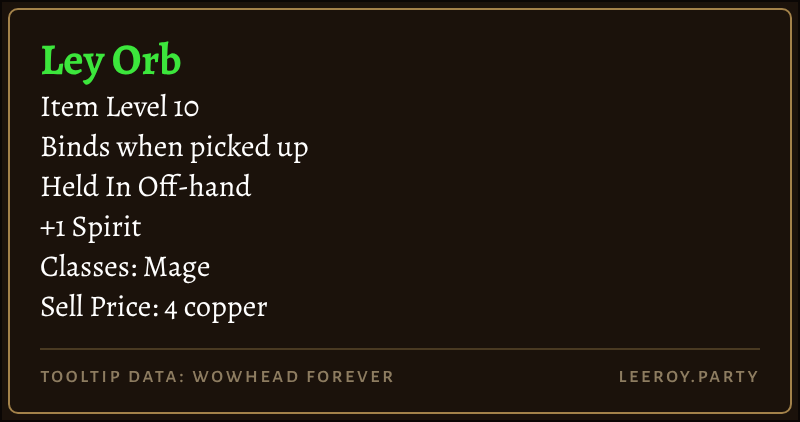 Ley Orb
Item Level 10
Binds when picked up
Held In Off-hand
+1 Spirit
Classes: Mage
Sell Price: 4 copper
TOOLTIP DATA: WOWHEAD FOREVER
LEEROY.PARTY